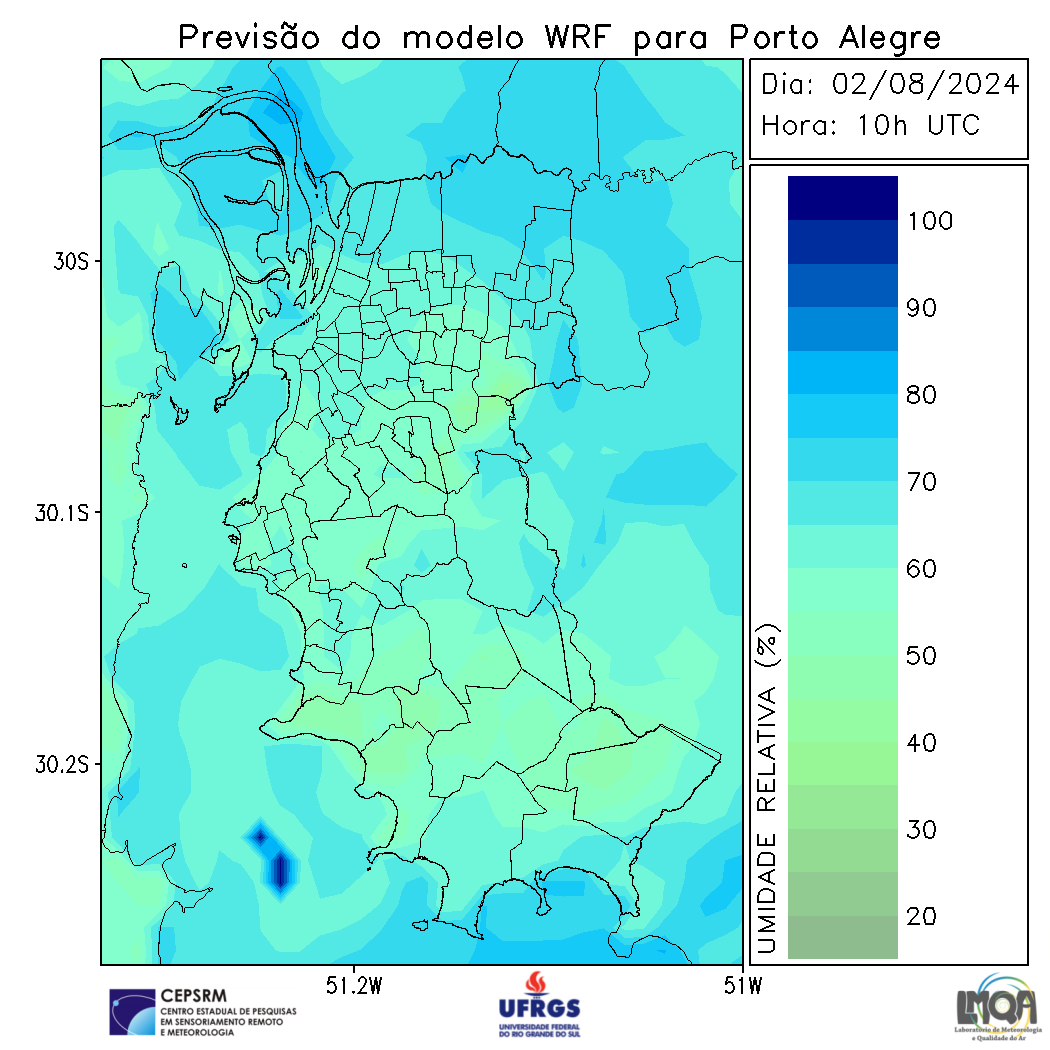 Previsão do modelo WRF para Porto Alegre
Dia: 02/08/2024
Hora: 10h UTC
30S
30.1S
30.2S
51.2W
51W
UMIDADE RELATIVA (%)
100
90
80
70
60
50
40
30
20
CEPSRM
CENTRO ESTADUAL DE PESQUISAS
EM SENSORIAMENTO REMOTO
E METEOROLOGIA
UFRGS
UNIVERSIDADE FEDERAL
DO RIO GRANDE DO SUL
LMQA
Laboratório de Meteorologia
e Qualidade do Ar